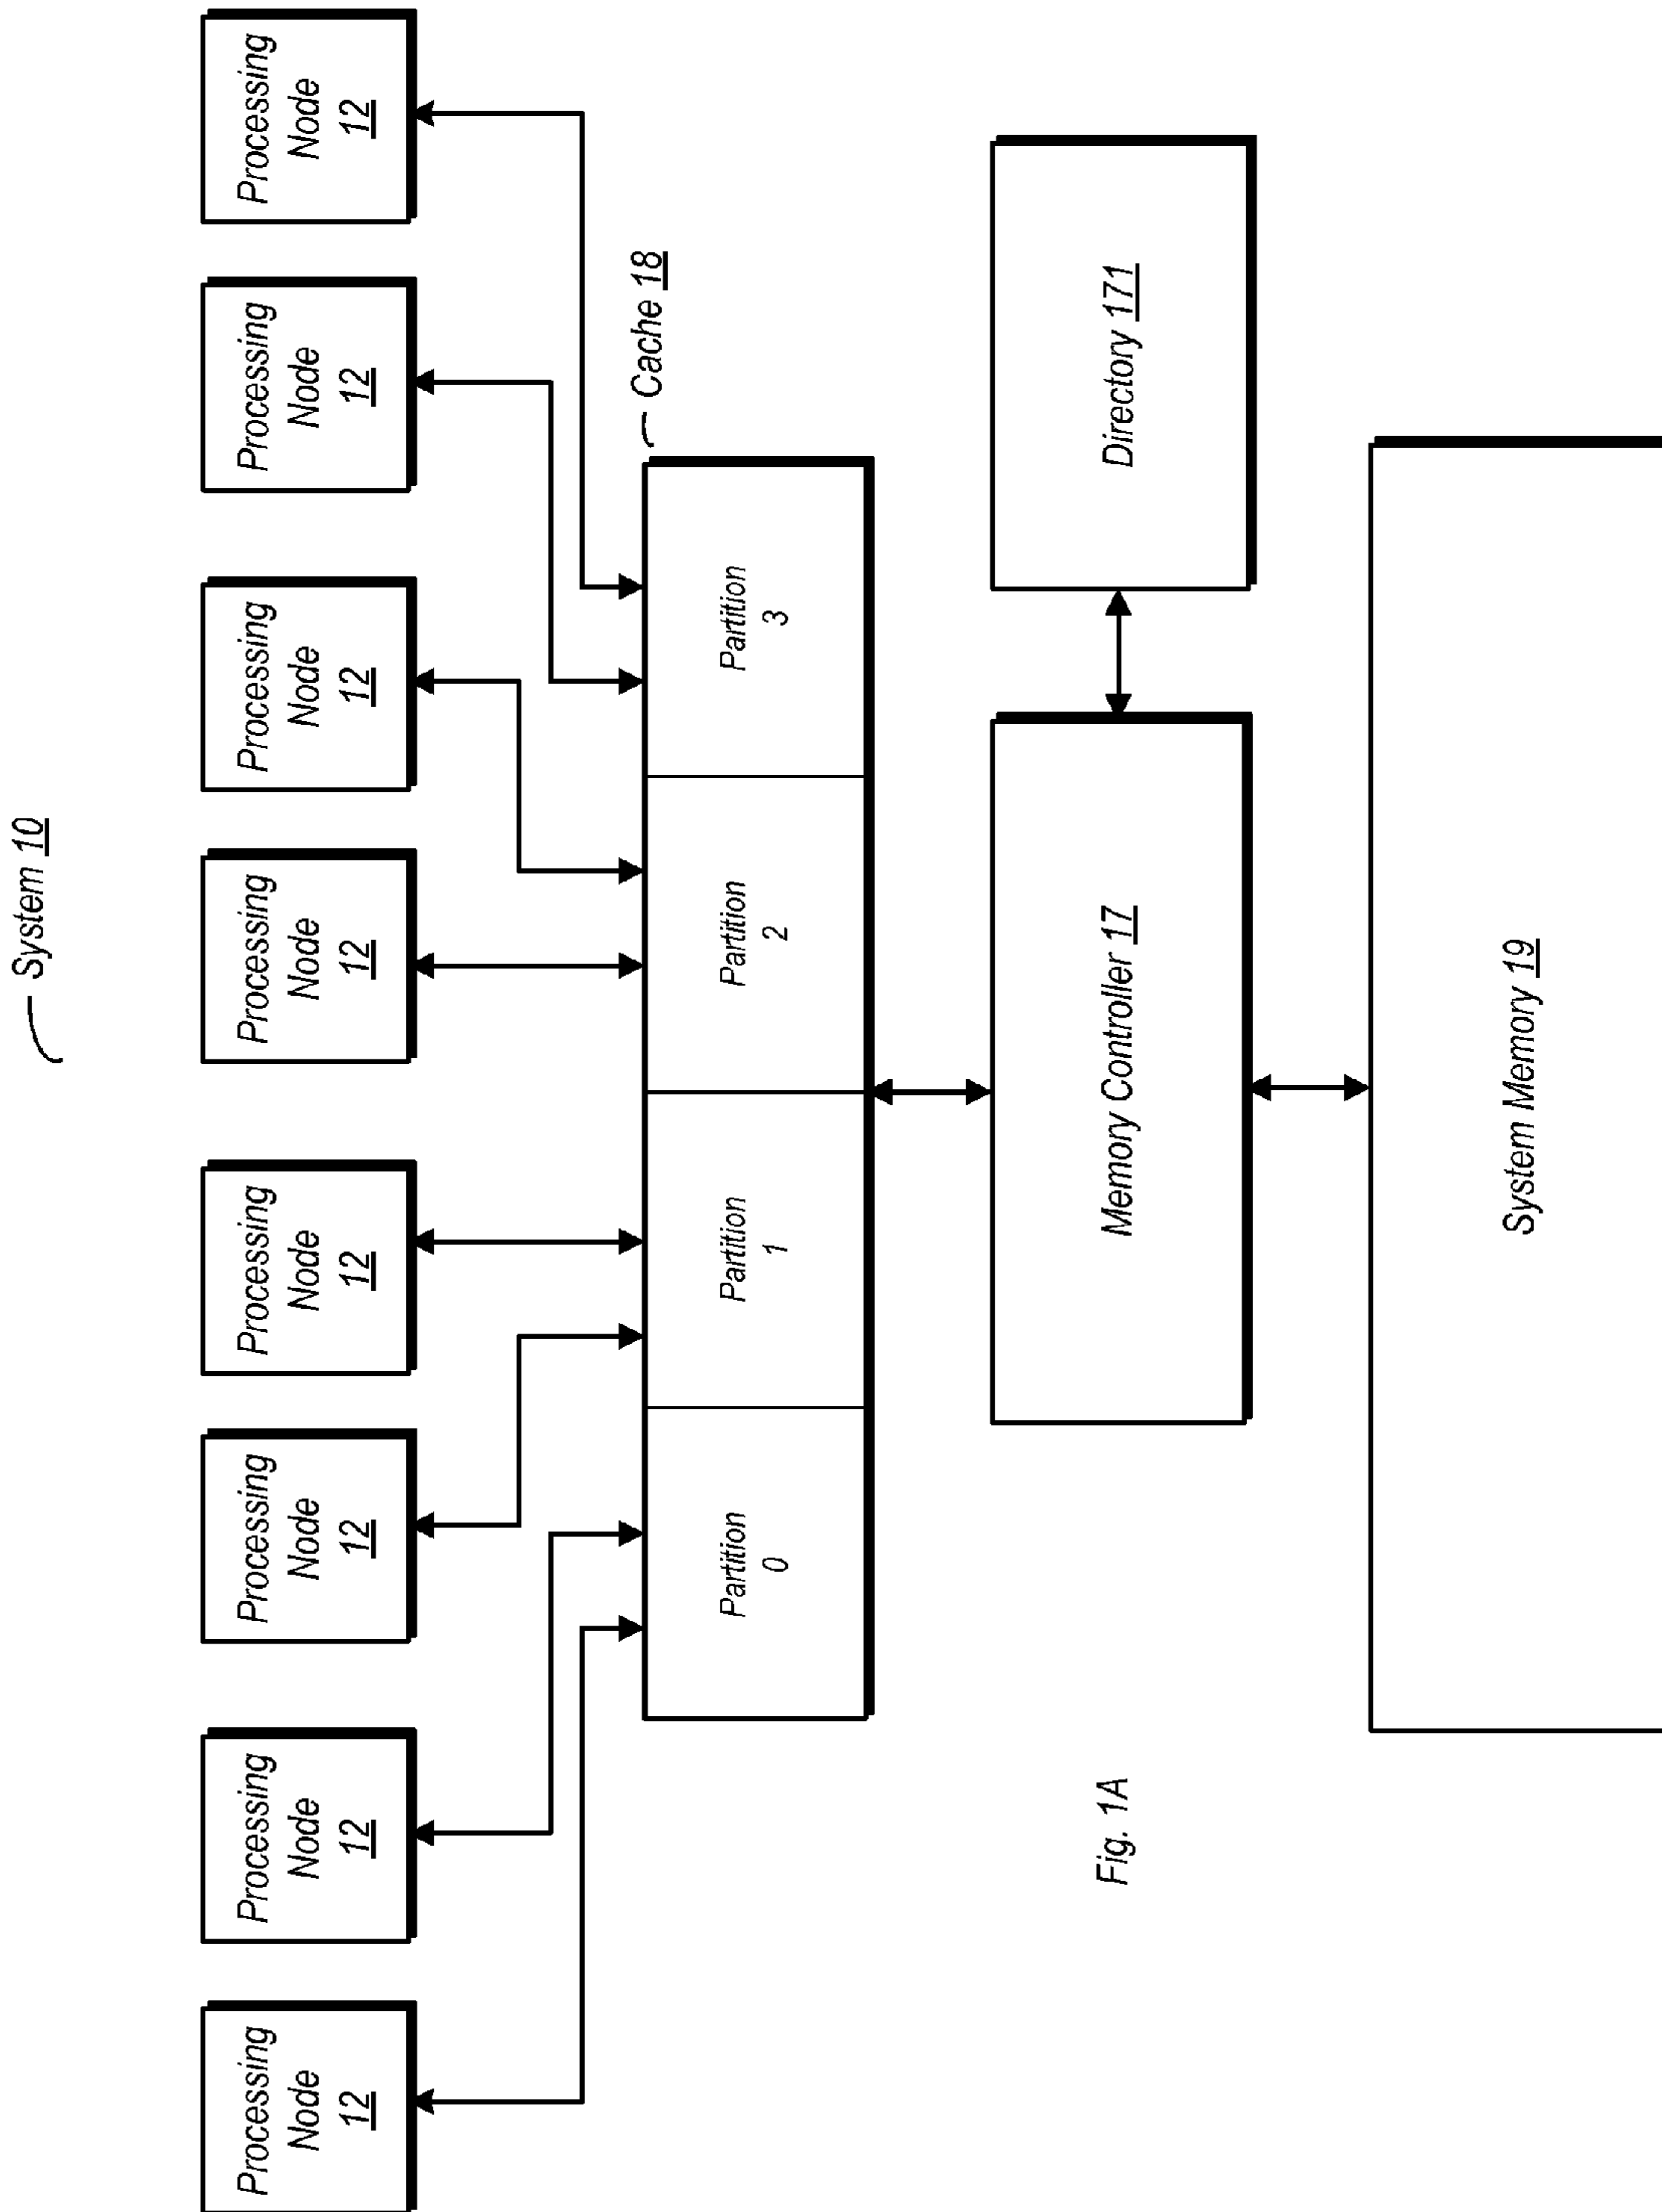 System 10
Processing
Node
12
Processing
Node
12
Processing
Node
12
Processing
Node
12
Processing
Node
12
Processing
Node
12
Processing
Node
12
Processing
Node
12
Cache 18
Partition
0
Partition
1
Partition
2
Partition
3
Memory Controller 17
Directory 171
Fig. 1A
System Memory 19